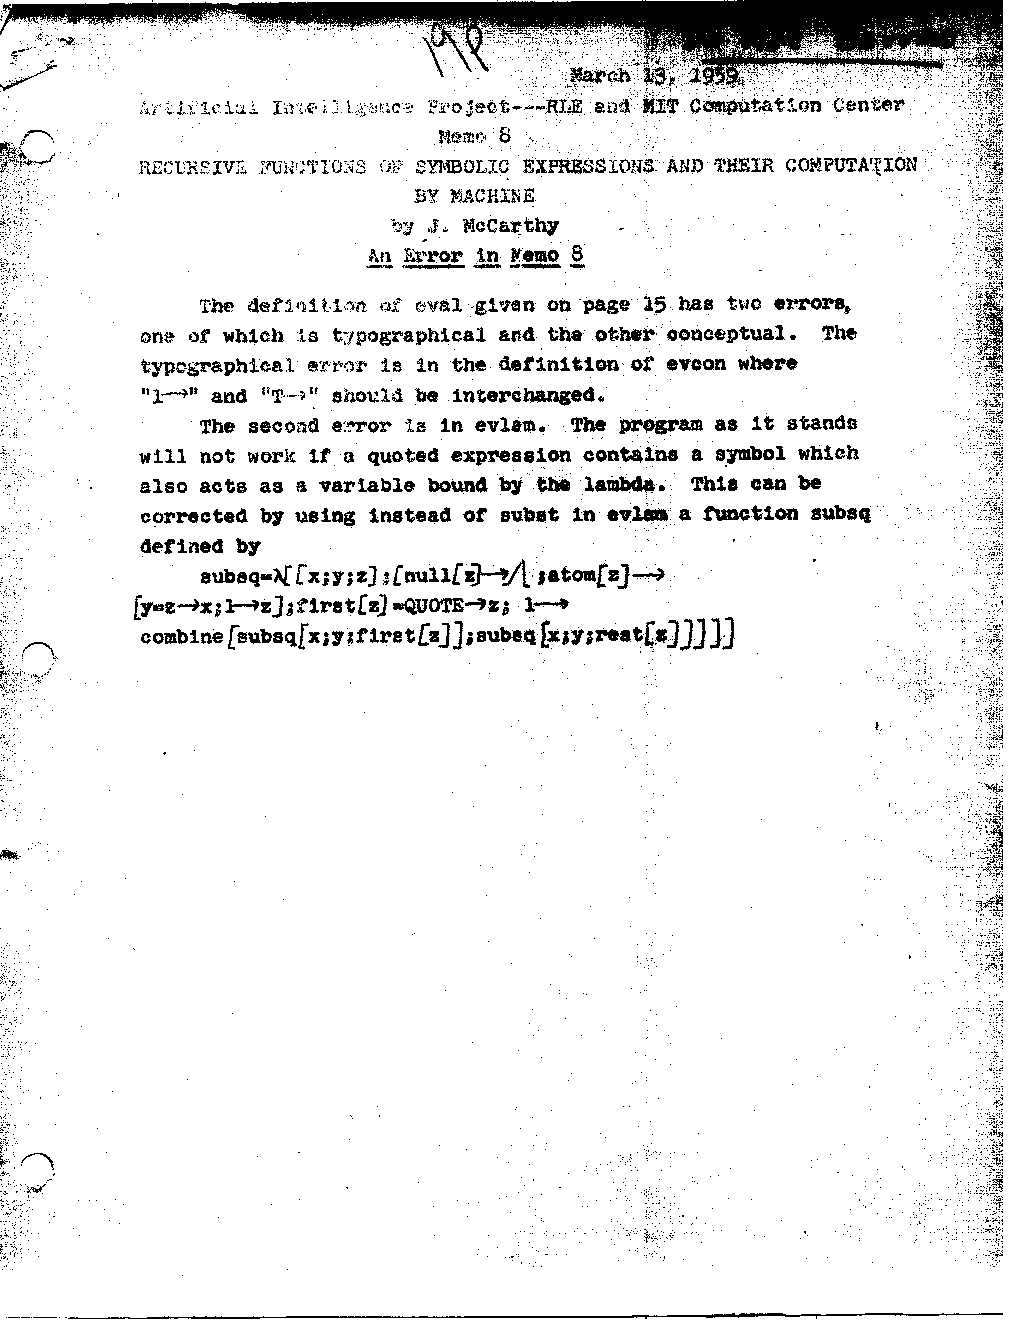 March 13, 1959
Artificial Intelligence Project---RLE and MIT Computation Center
Memo 8
RECURSIVE FUNCTIONS OF SYMBOLIC EXPRESSIONS AND THEIR COMPUTATION
BY MACHINE
by J. McCarthy
An Error in Memo 8
The definition of eval given on page 15 has two errors,
one of which is typographical and the other conceptual. The
typographical error is in the definition of evcon where
"1→" and "T→" should be interchanged.
The second error is in evlam. The program as it stands
will not work if a quoted expression contains a symbol which
also acts as a variable bound by the lambda. This can be
corrected by using instead of subst in evlam a function subsq
defined by
subsq=λ[[x;y;z];[null[z]→Λ;atom[z]→
[y=z→x;1→z];first[z]=QUOTE→z; 1→
combine[subsq[x;y;first[z]];subsq[x;y;rest[z]]]]]